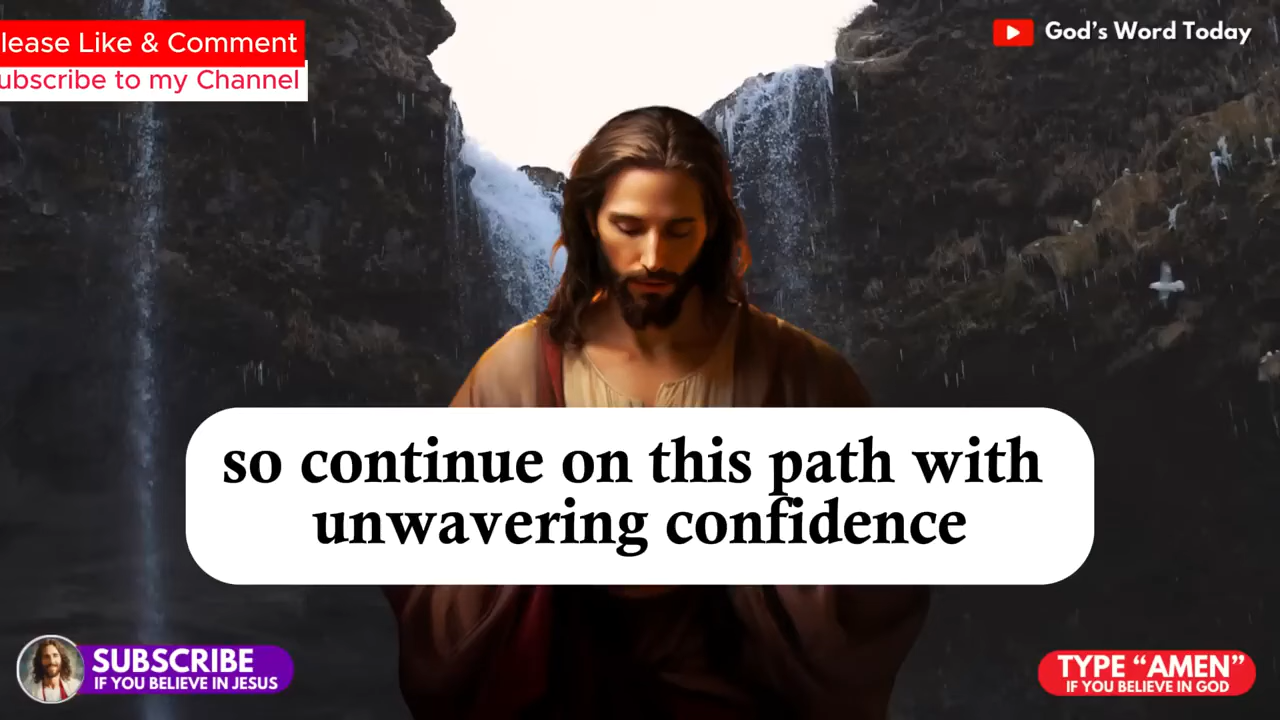 lease Like & Comment
ubscribe to my Channel
God's Word Today
so continue on this path with
unwavering confidence
SUBSCRIBE
IF YOU BELIEVE IN JESUS
TYPE “AMEN”
IF YOU BELIEVE IN GOD